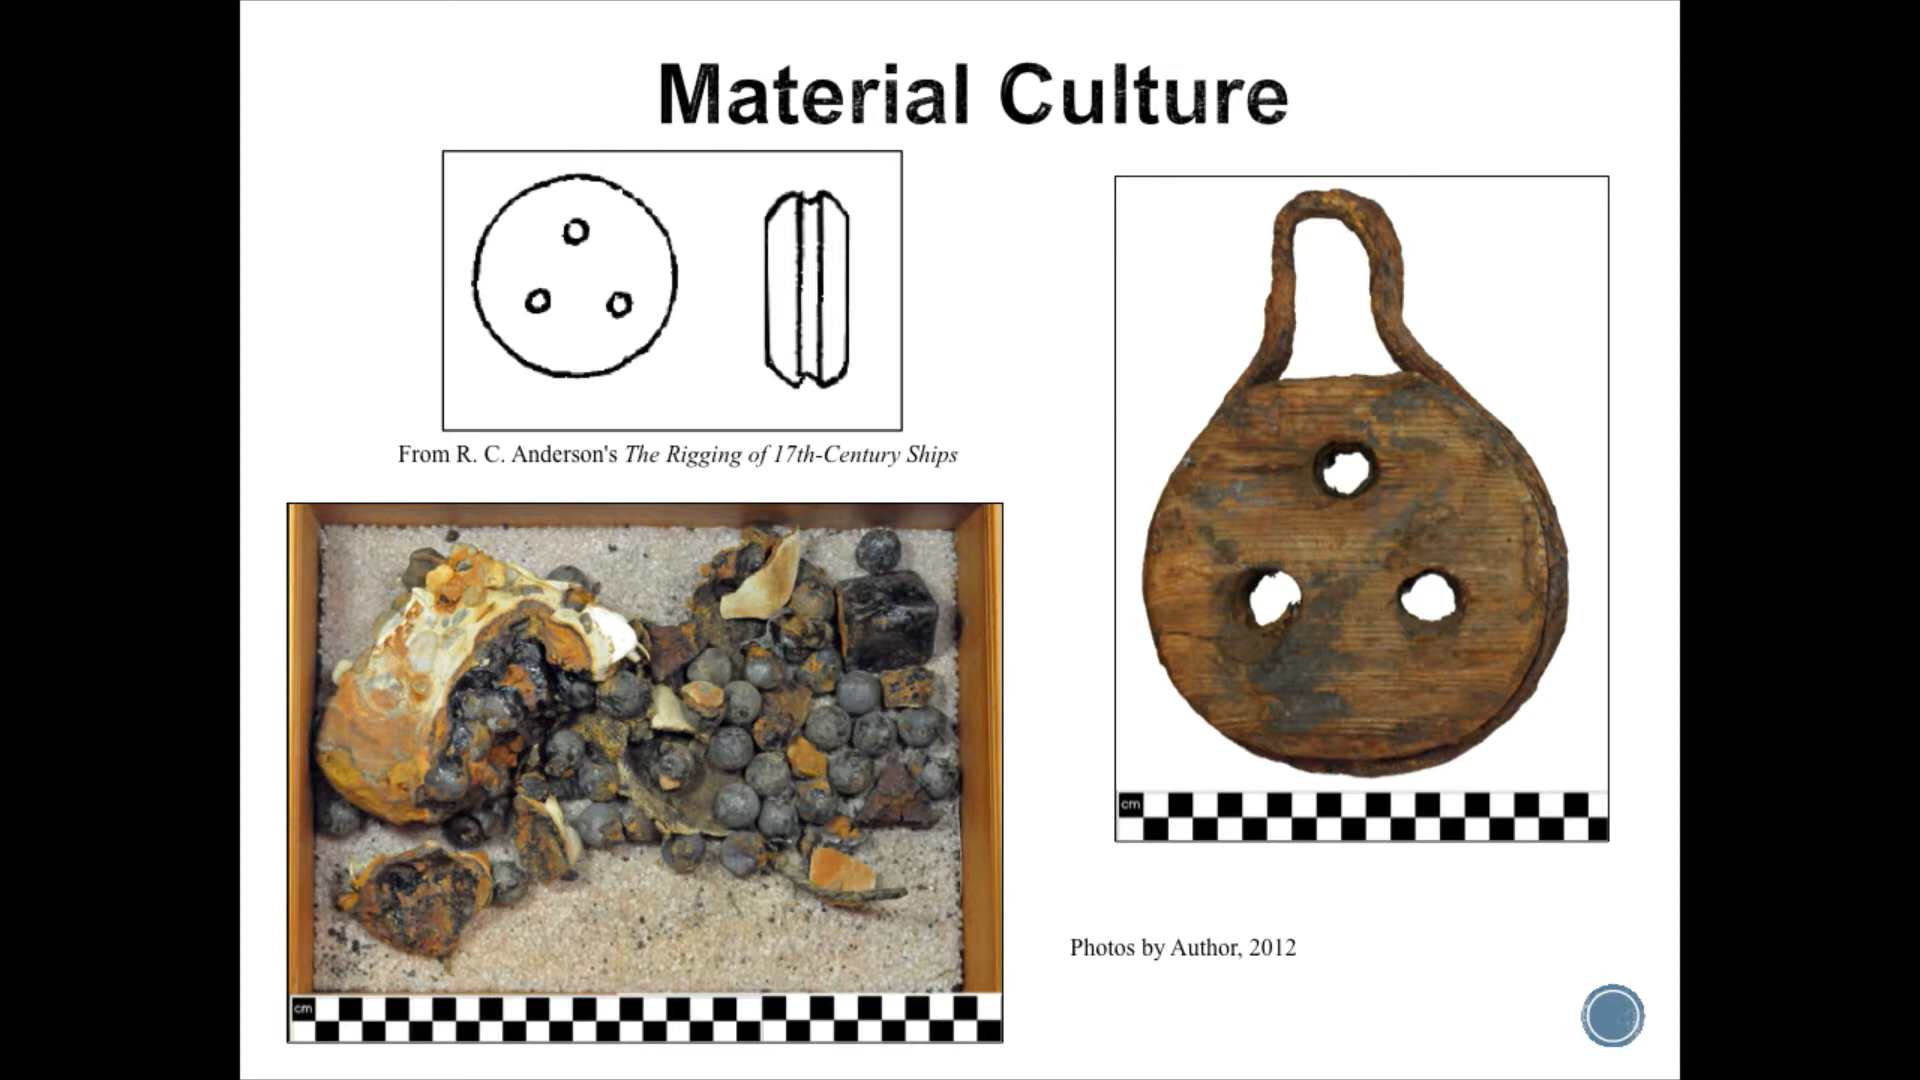 Material Culture
From R. C. Anderson's The Rigging of 17th-Century Ships
cm
cm
Photos by Author, 2012